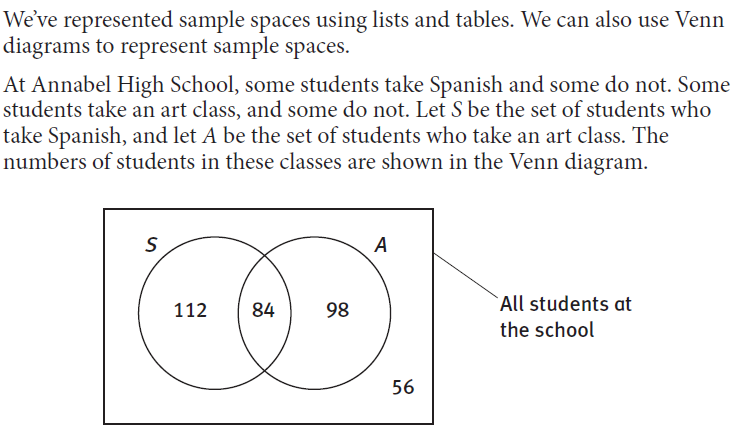 We've represented sample spaces using lists and tables. We can also use Venn
diagrams to represent sample spaces.
At Annabel High School, some students take Spanish and some do not. Some
students take an art class, and some do not. Let S be the set of students who
take Spanish, and let A be the set of students who take an art class. The
numbers of students in these classes are shown in the Venn diagram.
S A
112 84 98
All students at
the school
56